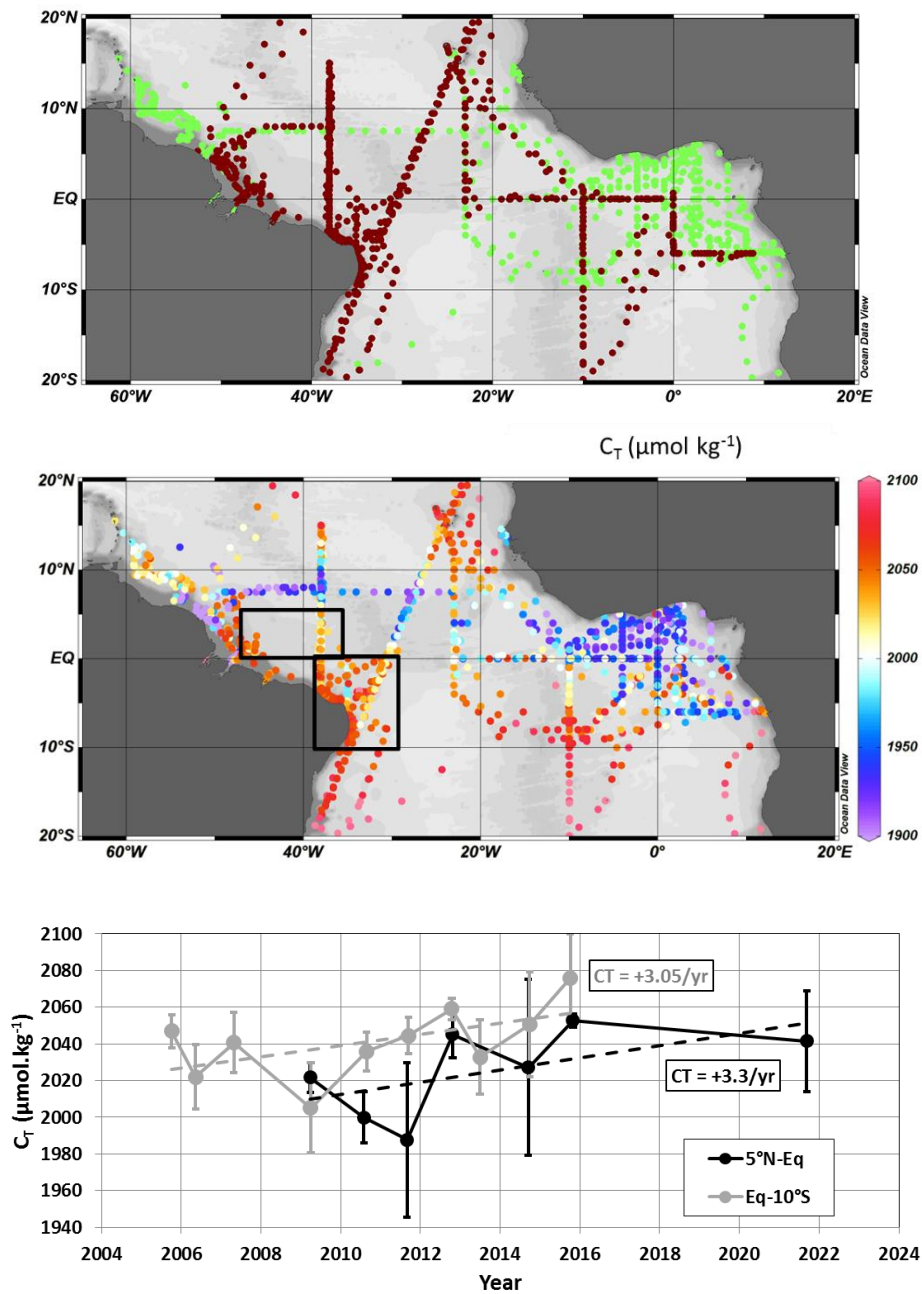 20°N
10°N
EQ
10°S
20°S
60°W 40°W 20°W 0° 20°E
Ocean Data View
C_T (µmol kg⁻¹)
20°N
10°N
EQ
10°S
20°S
60°W 40°W 20°W 0° 20°E
Ocean Data View
2100
2050
2000
1950
1900
2100
2080
2060
2040
2020
2000
1980
1960
1940
C_T (µmol.kg⁻¹)
CT = +3.05/yr
CT = +3.3/yr
5°N-Eq
Eq-10°S
2004 2006 2008 2010 2012 2014 2016 2018 2020 2022 2024
Year